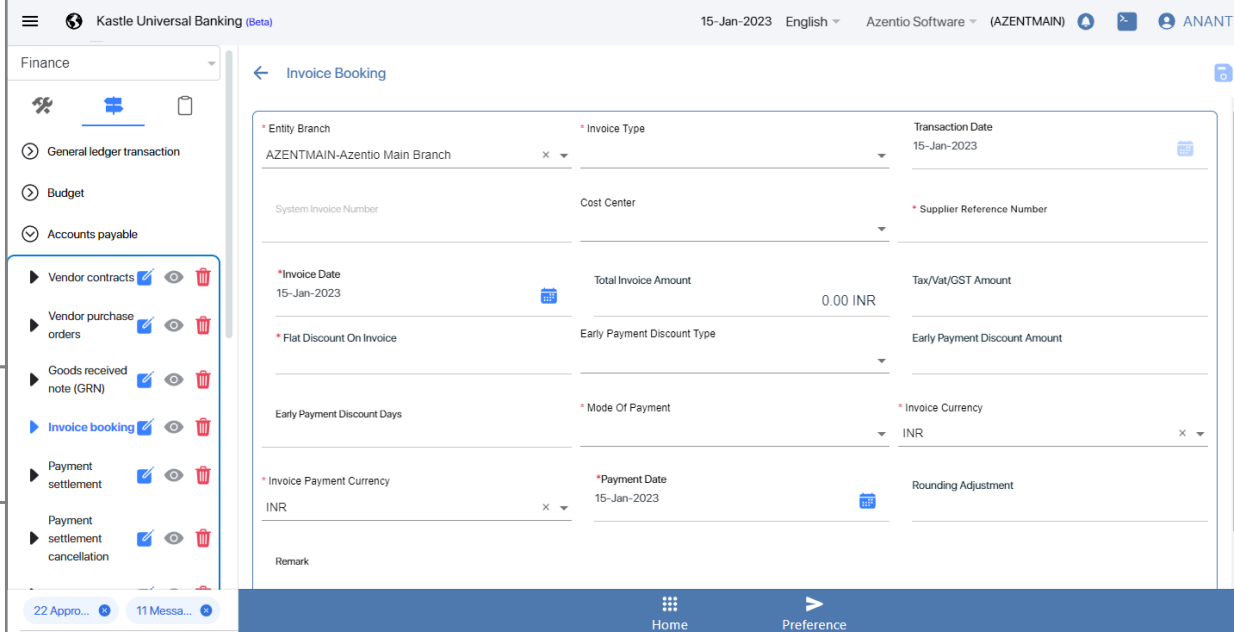 Kastle Universal Banking (Beta)
15-Jan-2023 English Azentio Software (AZENTMAIN) ANANT
Finance
General ledger transaction
Budget
Accounts payable
Vendor contracts
Vendor purchase
orders
Goods received
note (GRN)
Invoice booking
Payment
settlement
Payment
settlement
cancellation
22 Appro...
11 Messa...
Invoice Booking
* Entity Branch
AZENTMAIN-Azentio Main Branch
* Invoice Type
Transaction Date
15-Jan-2023
System Invoice Number
Cost Center
* Supplier Reference Number
*Invoice Date
15-Jan-2023
Total Invoice Amount
0.00 INR
Tax/Vat/GST Amount
* Flat Discount On Invoice
Early Payment Discount Type
Early Payment Discount Amount
Early Payment Discount Days
* Mode Of Payment
* Invoice Currency
INR
* Invoice Payment Currency
INR
*Payment Date
15-Jan-2023
Rounding Adjustment
Remark
Home
Preference